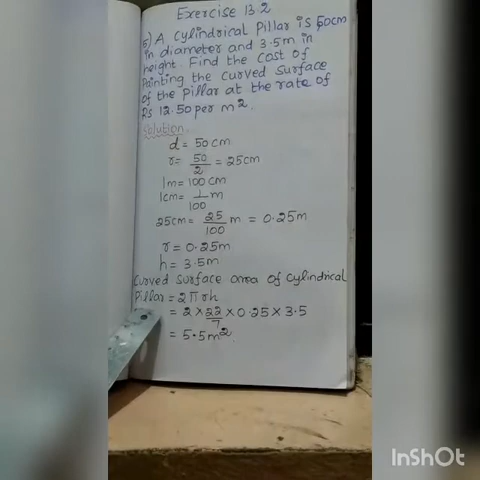 Exercise 13.2
5) A cylindrical Pillar is 50cm
in diameter and 3.5m in
height. Find the cost of
Painting the curved surface
of the pillar at the rate of
Rs 12.50 per m².
Solution.
d = 50 cm
r = 50/2 = 25cm
1m = 100 cm
1cm = 1/100 m
25cm = 25/100 m = 0.25m
r = 0.25m
h = 3.5m
Curved surface area of cylindrical
Pillar = 2πrh
= 2 × 22/7 × 0.25 × 3.5
= 5.5m².
InShOt